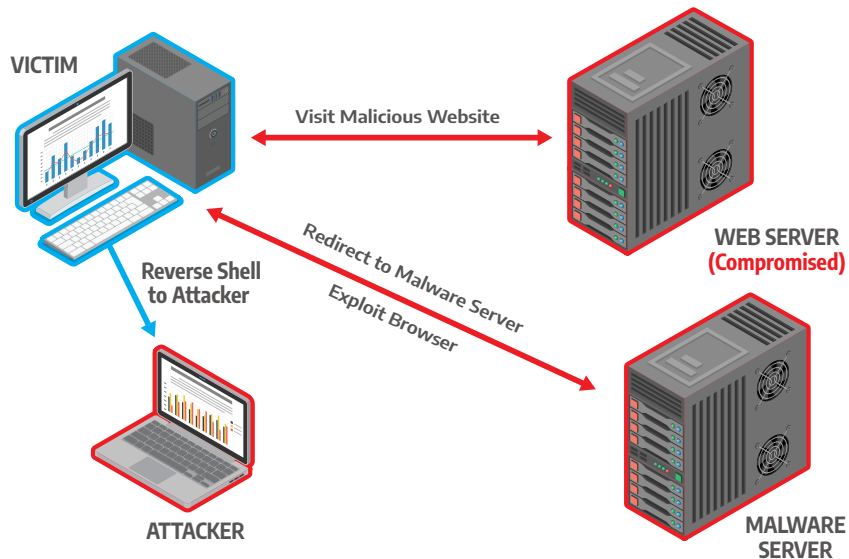 VICTIM
Visit Malicious Website
WEB SERVER
(Compromised)
Redirect to Malware Server
Exploit Browser
Reverse Shell
to Attacker
ATTACKER
MALWARE
SERVER